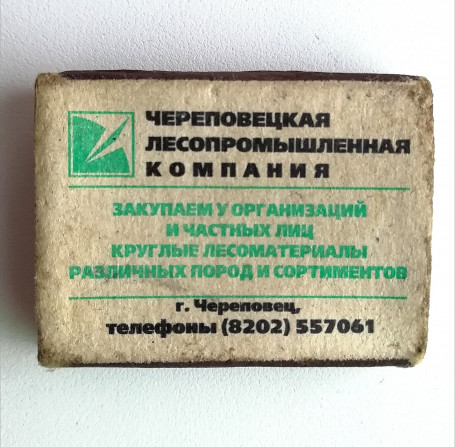 ЧЕРЕПОВЕЦКАЯ
ЛЕСОПРОМЫШЛЕННАЯ
КОМПАНИЯ
ЗАКУПАЕМ У ОРГАНИЗАЦИЙ
И ЧАСТНЫХ ЛИЦ
КРУГЛЫЕ ЛЕСОМАТЕРИАЛЫ
РАЗЛИЧНЫХ ПОРОД И СОРТИМЕНТОВ
г. Череповец,
телефоны (8202) 557061